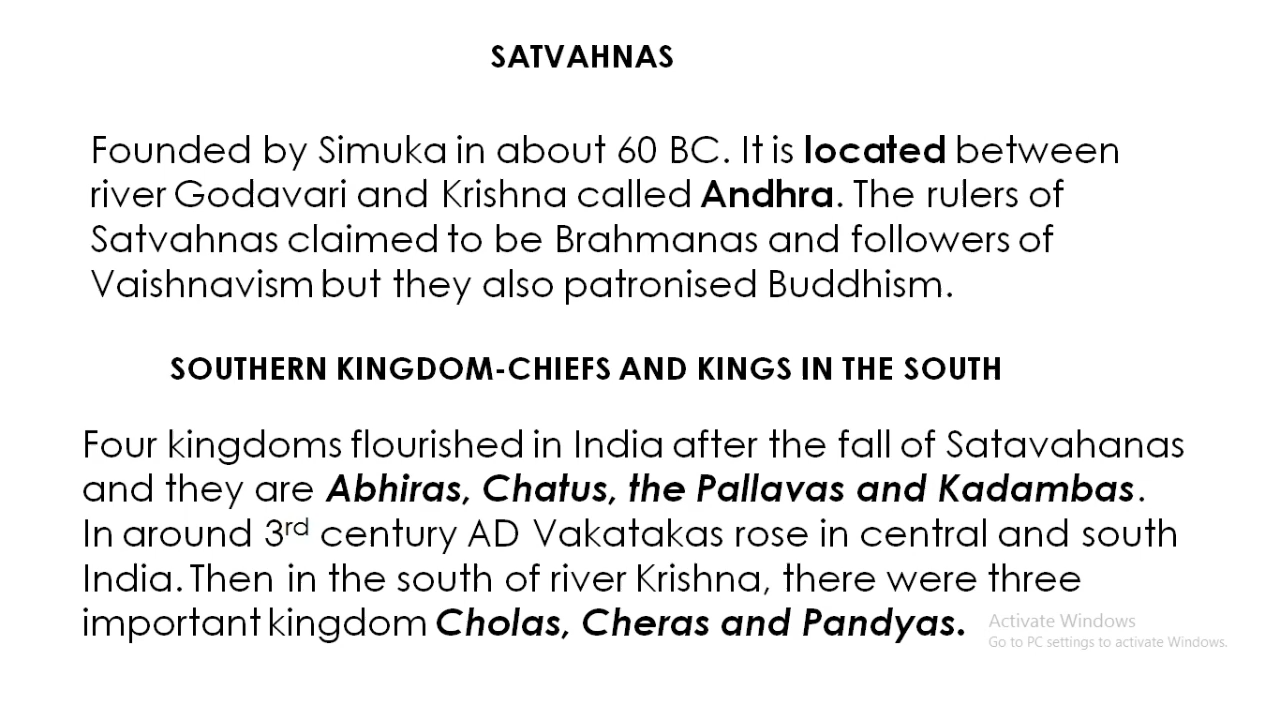 SATVAHNAS
Founded by Simuka in about 60 BC. It is located between
river Godavari and Krishna called Andhra. The rulers of
Satvahnas claimed to be Brahmanas and followers of
Vaishnavism but they also patronised Buddhism.
SOUTHERN KINGDOM-CHIEFS AND KINGS IN THE SOUTH
Four kingdoms flourished in India after the fall of Satavahanas
and they are Abhiras, Chatus, the Pallavas and Kadambas.
In around 3rd century AD Vakatakas rose in central and south
India. Then in the south of river Krishna, there were three
important kingdom Cholas, Cheras and Pandyas.
Activate Windows
Go to PC settings to activate Windows.